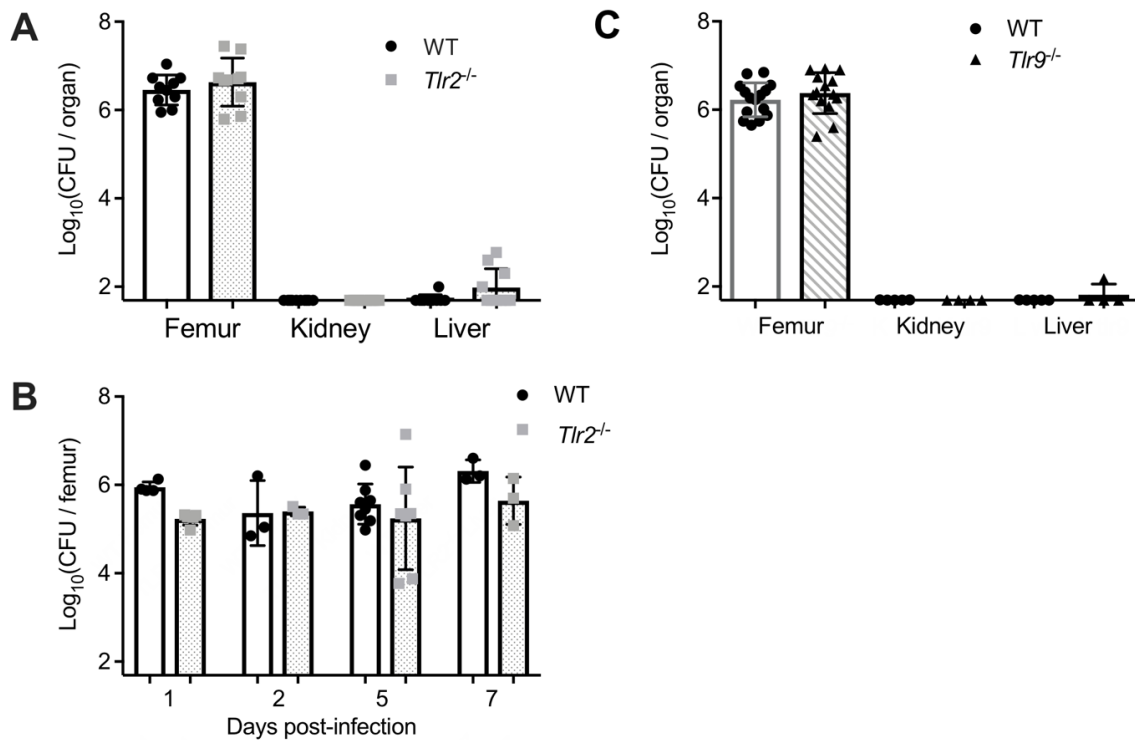 A
8
6
4
2
Log10(CFU / organ)
WT
Tlr2-/-
Femur Kidney Liver
C
8
6
4
2
Log10(CFU / organ)
WT
Tlr9-/-
Femur Kidney Liver
B
8
6
4
2
Log10(CFU / femur)
WT
Tlr2-/-
1 2 5 7
Days post-infection